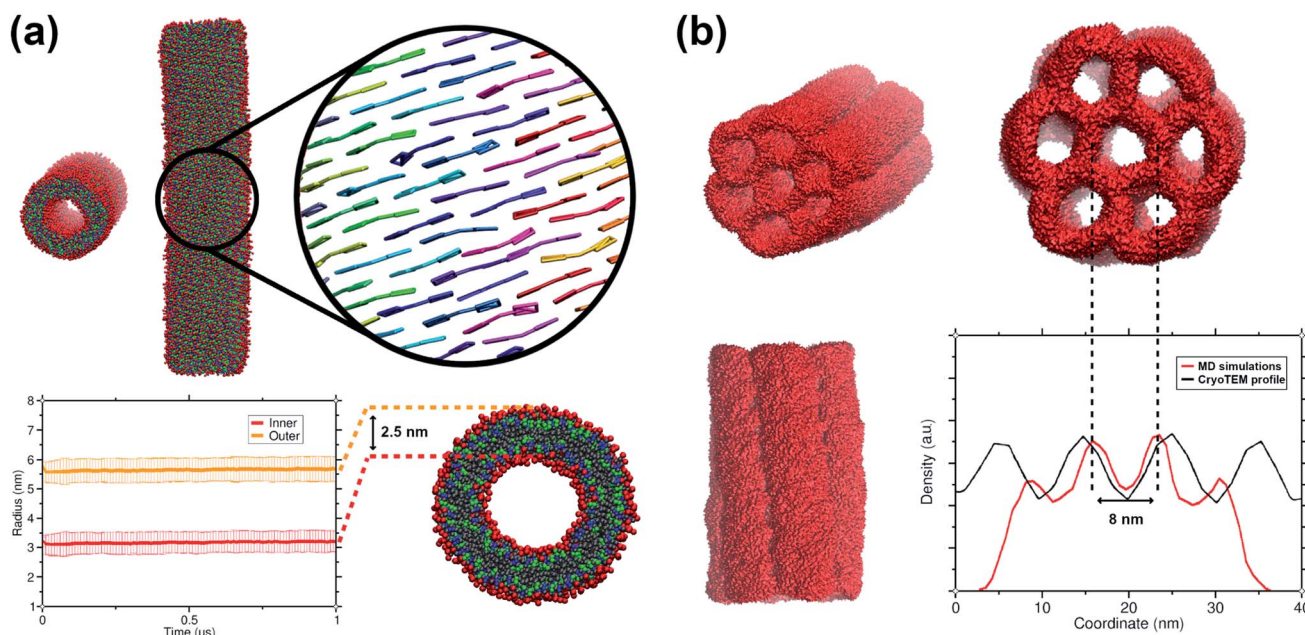 (a)
(b)
Radius (nm)
8
7
6
5
4
3
2
1
Inner
Outer
0
0.5
1
Time (us)
2.5 nm
Density (a.u)
MD simulations
CryoTEM profile
8 nm
0
10
20
30
40
Coordinate (nm)